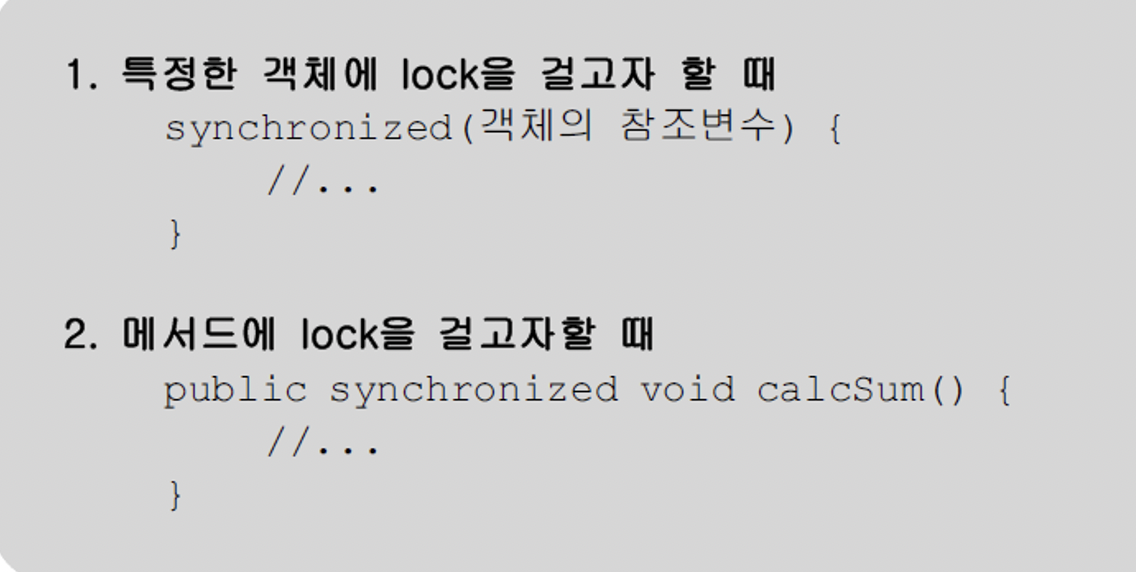 1. 특정한 객체에 lock을 걸고자 할 때
synchronized(객체의 참조변수) {
//...
}
2. 메서드에 lock을 걸고자할 때
public synchronized void calcSum() {
//...
}